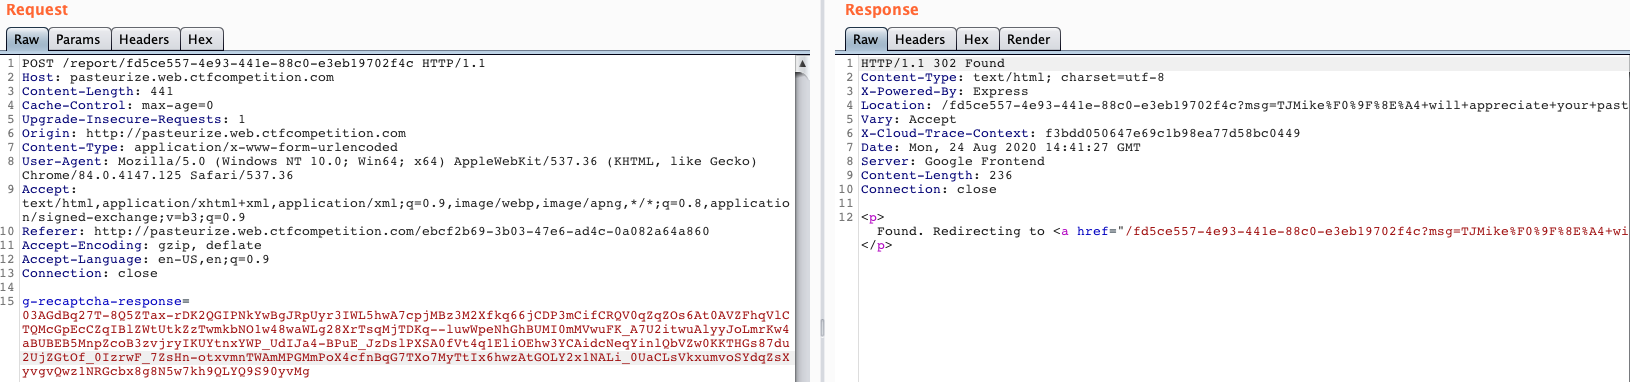 Request
Raw Params Headers Hex
1 POST /report/fd5ce557-4e93-441e-88c0-e3eb19702f4c HTTP/1.1
2 Host: pasteurize.web.ctfcompetition.com
3 Content-Length: 441
4 Cache-Control: max-age=0
5 Upgrade-Insecure-Requests: 1
6 Origin: http://pasteurize.web.ctfcompetition.com
7 Content-Type: application/x-www-form-urlencoded
8 User-Agent: Mozilla/5.0 (Windows NT 10.0; Win64; x64) AppleWebKit/537.36 (KHTML, like Gecko)
Chrome/84.0.4147.125 Safari/537.36
9 Accept:
text/html,application/xhtml+xml,application/xml;q=0.9,image/webp,image/apng,*/*;q=0.8,applicatio
n/signed-exchange;v=b3;q=0.9
10 Referer: http://pasteurize.web.ctfcompetition.com/ebcf2b69-3b03-47e6-ad4c-0a082a64a860
11 Accept-Encoding: gzip, deflate
12 Accept-Language: en-US,en;q=0.9
13 Connection: close
14
15 g-recaptcha-response=
03AGdBq27T-8Q5ZTax-rDK2QGIPNkYwBgJRpUyr3IWL5hwA7cpjMBz3M2Xfkq66jCDP3mCifCRQV0qZqZOs6At0AVZFhqVlC
TQMcGpEcCZqIBlZWtUtkZzTwmkbNO1w48waWLg28XrTsqMjTDKq--luwWpeNhGhBUMI0mMVwuFK_A7U2itwuAlyyJoLmrKw4
aBUBEB5MnpZcoB3zvjryIKUYtnxYWP_UdIJa4-BPuE_JzDslPXSA0fVt4qlEliOEhw3YCAidcNeqYinlQbVZw0KKTHGs87du
2UjZGtOf_0IzrwF_7ZsHn-otxvmnTWAmMPGMmPoX4cfnBqG7TXo7MyTtIx6hwzAtGOLY2x1NALi_0UaCLsVkxumvoSYdqZsX
yvgvQwz1NRGcbx8g8N5w7kh9QLYQ9S90yvMg
Response
Raw Headers Hex Render
1 HTTP/1.1 302 Found
2 Content-Type: text/html; charset=utf-8
3 X-Powered-By: Express
4 Location: /fd5ce557-4e93-441e-88c0-e3eb19702f4c?msg=TJMike%F0%9F%8E%A4+will+appreciate+your+past
5 Vary: Accept
6 X-Cloud-Trace-Context: f3bdd050647e69c1b98ea77d58bc0449
7 Date: Mon, 24 Aug 2020 14:41:27 GMT
8 Server: Google Frontend
9 Content-Length: 236
10 Connection: close
11
12 <p>
Found. Redirecting to <a href="/fd5ce557-4e93-441e-88c0-e3eb19702f4c?msg=TJMike%F0%9F%8E%A4+wi
</p>